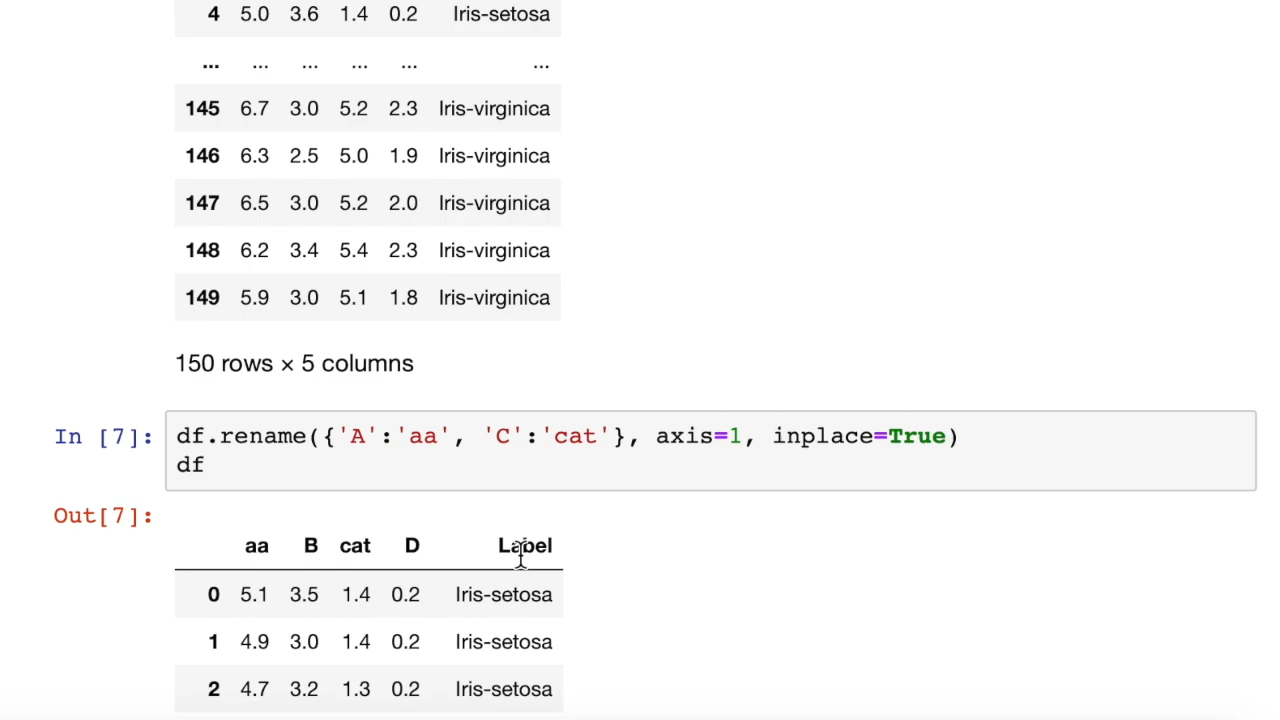 4 5.0 3.6 1.4 0.2 Iris-setosa
... ... ... ... ... ...
145 6.7 3.0 5.2 2.3 Iris-virginica
146 6.3 2.5 5.0 1.9 Iris-virginica
147 6.5 3.0 5.2 2.0 Iris-virginica
148 6.2 3.4 5.4 2.3 Iris-virginica
149 5.9 3.0 5.1 1.8 Iris-virginica
150 rows × 5 columns
In [7]: df.rename({'A':'aa', 'C':'cat'}, axis=1, inplace=True)
df
Out[7]:
aa B cat D Label
0 5.1 3.5 1.4 0.2 Iris-setosa
1 4.9 3.0 1.4 0.2 Iris-setosa
2 4.7 3.2 1.3 0.2 Iris-setosa